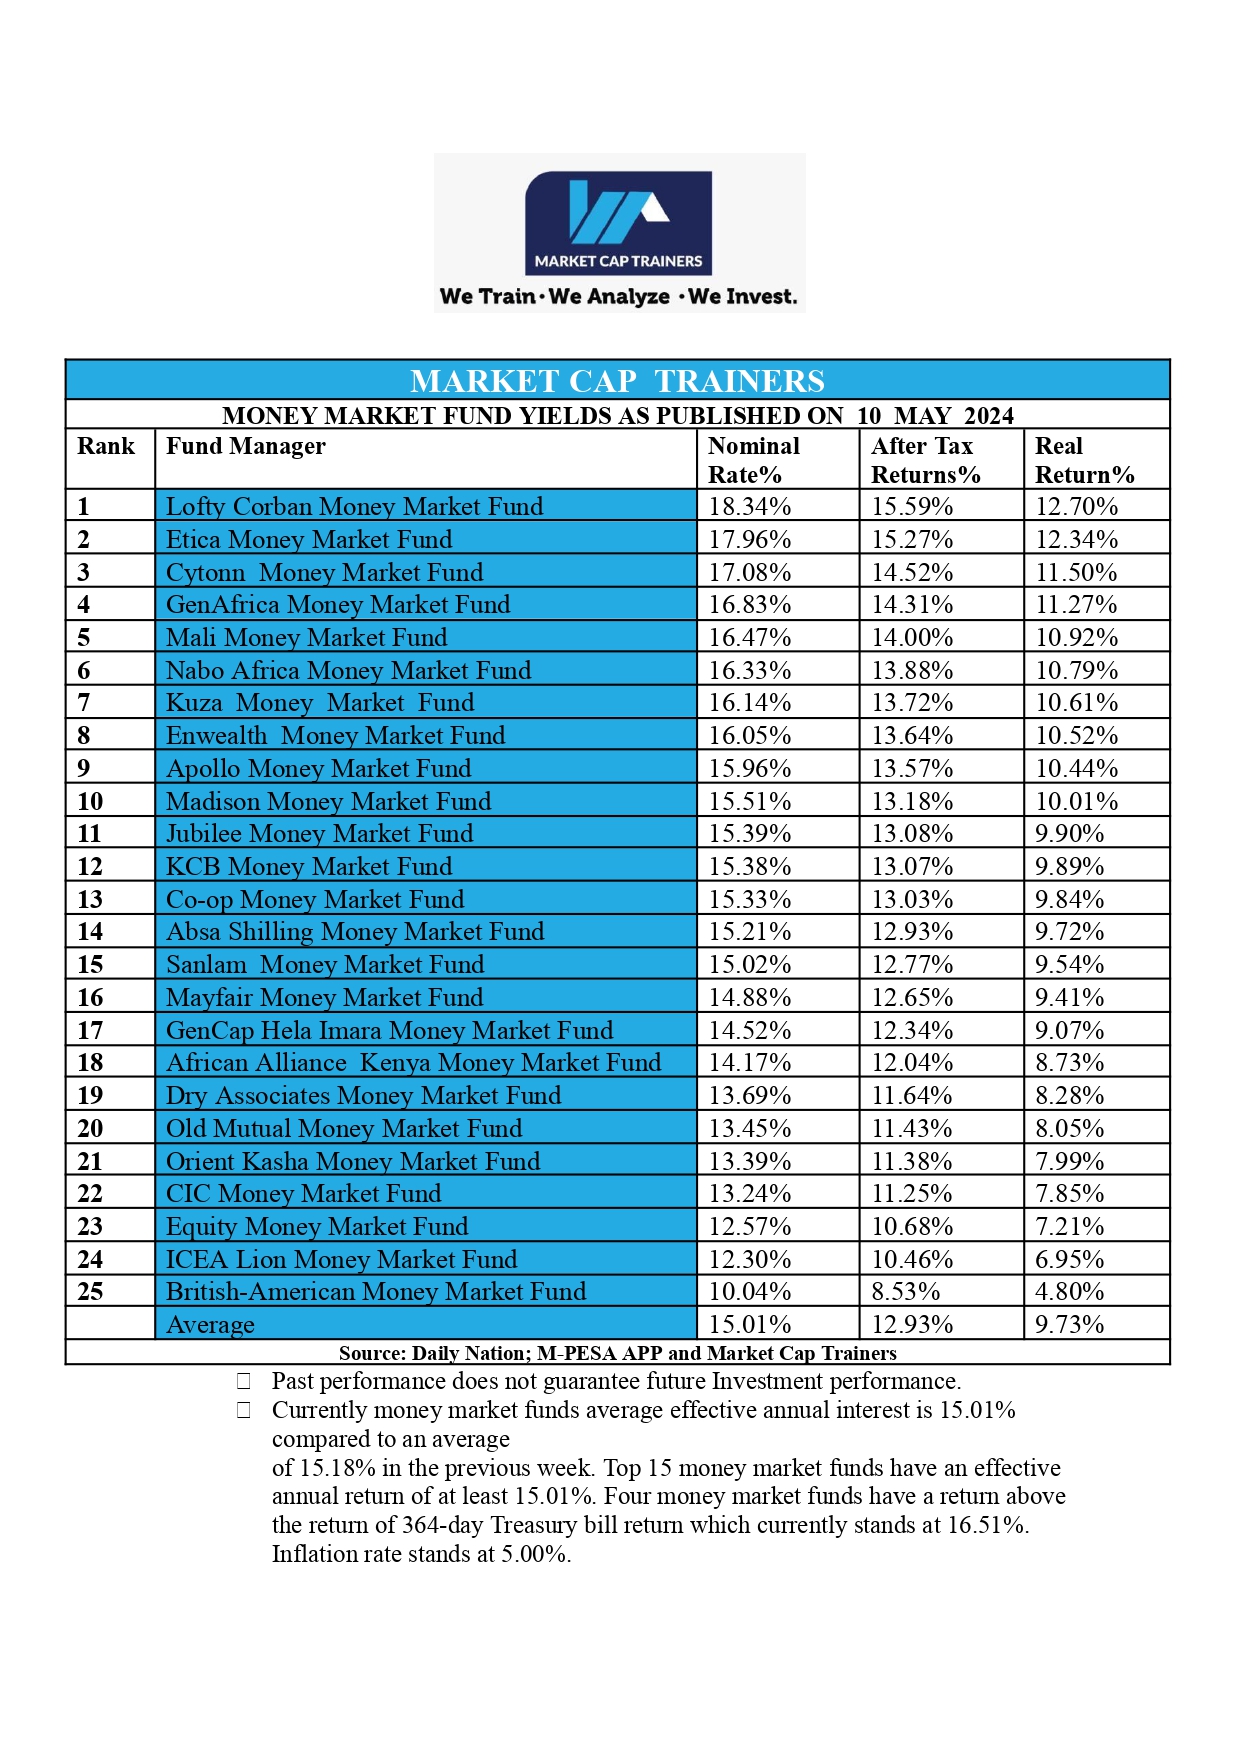 MARKET CAP TRAINERS
We Train • We Analyze • We Invest.
MARKET CAP TRAINERS
MONEY MARKET FUND YIELDS AS PUBLISHED ON 10 MAY 2024
Rank Fund Manager Nominal Rate% After Tax Returns% Real Return%
1 Lofty Corban Money Market Fund 18.34% 15.59% 12.70%
2 Etica Money Market Fund 17.96% 15.27% 12.34%
3 Cytonn Money Market Fund 17.08% 14.52% 11.50%
4 GenAfrica Money Market Fund 16.83% 14.31% 11.27%
5 Mali Money Market Fund 16.47% 14.00% 10.92%
6 Nabo Africa Money Market Fund 16.33% 13.88% 10.79%
7 Kuza Money Market Fund 16.14% 13.72% 10.61%
8 Enwealth Money Market Fund 16.05% 13.64% 10.52%
9 Apollo Money Market Fund 15.96% 13.57% 10.44%
10 Madison Money Market Fund 15.51% 13.18% 10.01%
11 Jubilee Money Market Fund 15.39% 13.08% 9.90%
12 KCB Money Market Fund 15.38% 13.07% 9.89%
13 Co-op Money Market Fund 15.33% 13.03% 9.84%
14 Absa Shilling Money Market Fund 15.21% 12.93% 9.72%
15 Sanlam Money Market Fund 15.02% 12.77% 9.54%
16 Mayfair Money Market Fund 14.88% 12.65% 9.41%
17 GenCap Hela Imara Money Market Fund 14.52% 12.34% 9.07%
18 African Alliance Kenya Money Market Fund 14.17% 12.04% 8.73%
19 Dry Associates Money Market Fund 13.69% 11.64% 8.28%
20 Old Mutual Money Market Fund 13.45% 11.43% 8.05%
21 Orient Kasha Money Market Fund 13.39% 11.38% 7.99%
22 CIC Money Market Fund 13.24% 11.25% 7.85%
23 Equity Money Market Fund 12.57% 10.68% 7.21%
24 ICEA Lion Money Market Fund 12.30% 10.46% 6.95%
25 British-American Money Market Fund 10.04% 8.53% 4.80%
Average 15.01% 12.93% 9.73%
Source: Daily Nation; M-PESA APP and Market Cap Trainers
Past performance does not guarantee future Investment performance.
Currently money market funds average effective annual interest is 15.01%
compared to an average
of 15.18% in the previous week. Top 15 money market funds have an effective
annual return of at least 15.01%. Four money market funds have a return above
the return of 364-day Treasury bill return which currently stands at 16.51%.
Inflation rate stands at 5.00%.